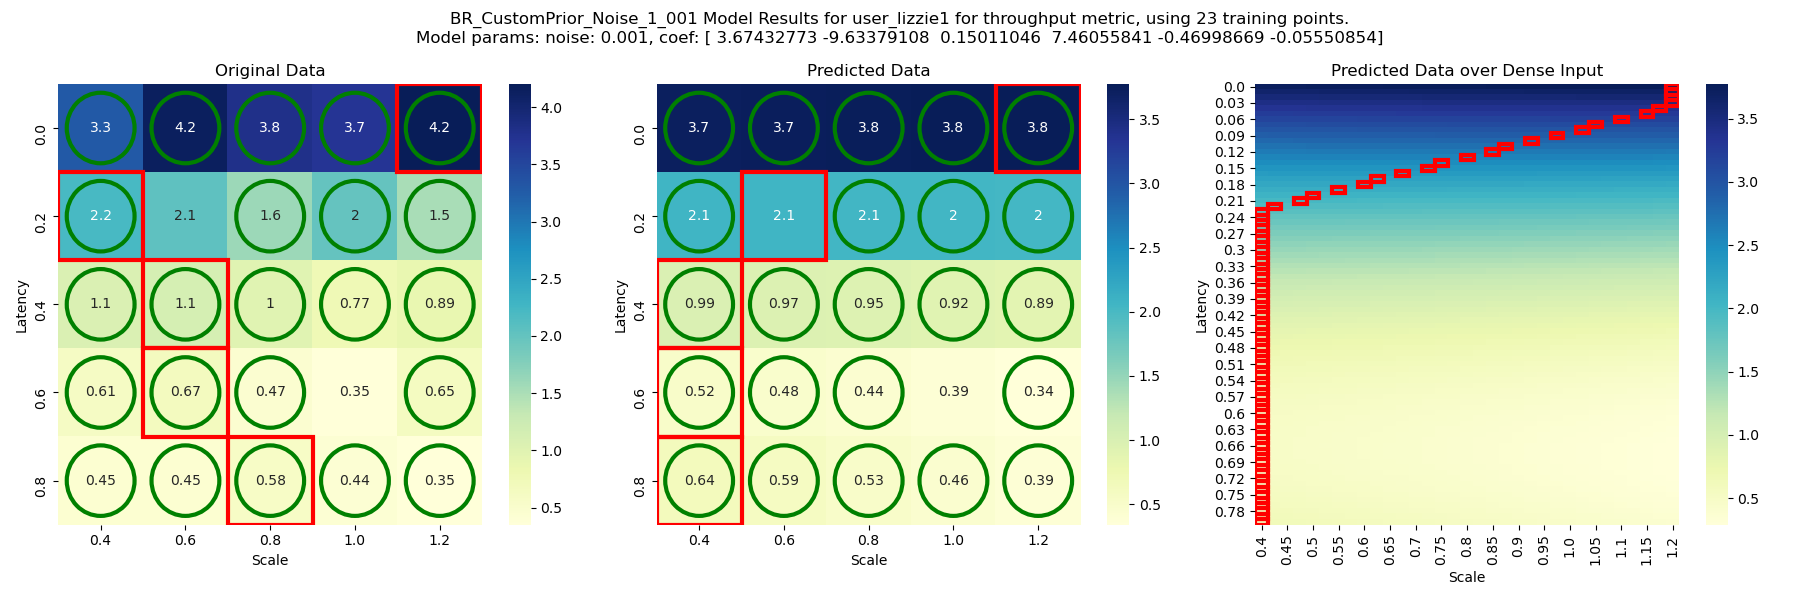 BR_CustomPrior_Noise_1_001 Model Results for user_lizzie1 for throughput metric, using 23 training points.
Model params: noise: 0.001, coef: [ 3.67432773 -9.63379108  0.15011046  7.46055841 -0.46998669 -0.05550854]
Original Data
0.0 3.3 4.2 3.8 3.7 4.2
0.2 2.2 2.1 1.6 2 1.5
0.4 1.1 1.1 1 0.77 0.89
0.6 0.61 0.67 0.47 0.35 0.65
0.8 0.45 0.45 0.58 0.44 0.35
0.4 0.6 0.8 1.0 1.2
Latency
Scale
4.0
3.5
3.0
2.5
2.0
1.5
1.0
0.5
Predicted Data
0.0 3.7 3.7 3.8 3.8 3.8
0.2 2.1 2.1 2.1 2 2
0.4 0.99 0.97 0.95 0.92 0.89
0.6 0.52 0.48 0.44 0.39 0.34
0.8 0.64 0.59 0.53 0.46 0.39
0.4 0.6 0.8 1.0 1.2
Latency
Scale
3.5
3.0
2.5
2.0
1.5
1.0
0.5
Predicted Data over Dense Input
0.0
0.03
0.06
0.09
0.12
0.15
0.18
0.21
0.24
0.27
0.3
0.33
0.36
0.39
0.42
0.45
0.48
0.51
0.54
0.57
0.6
0.63
0.66
0.69
0.72
0.75
0.78
Latency
0.4 0.45 0.5 0.55 0.6 0.65 0.7 0.75 0.8 0.85 0.9 0.95 1.0 1.05 1.1 1.15 1.2
Scale
3.5
3.0
2.5
2.0
1.5
1.0
0.5